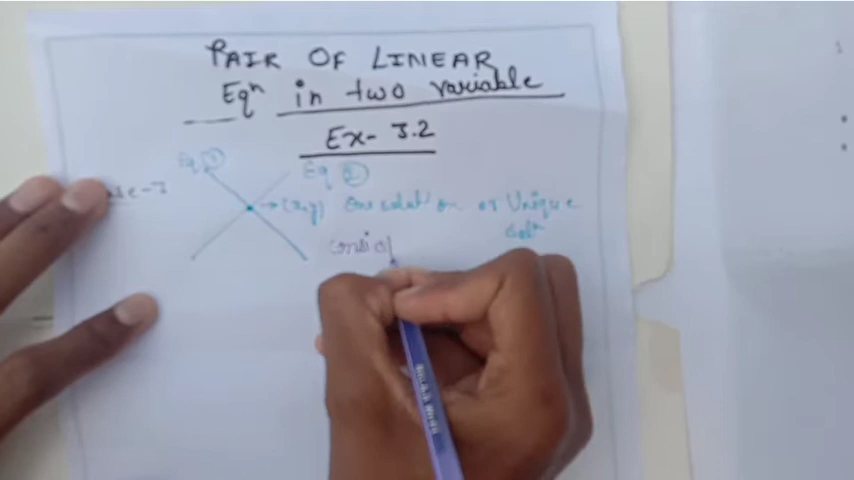 PAIR OF LINEAR
Eqⁿ in two variable
Ex- 3.2
Eq ①
Eq ②
(x,y) One solution or Unique
Solⁿ